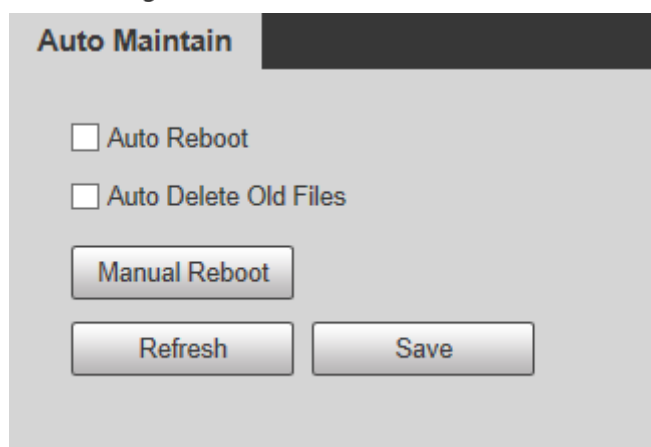 Auto Maintain
Auto Reboot
Auto Delete Old Files
Manual Reboot
Refresh Save